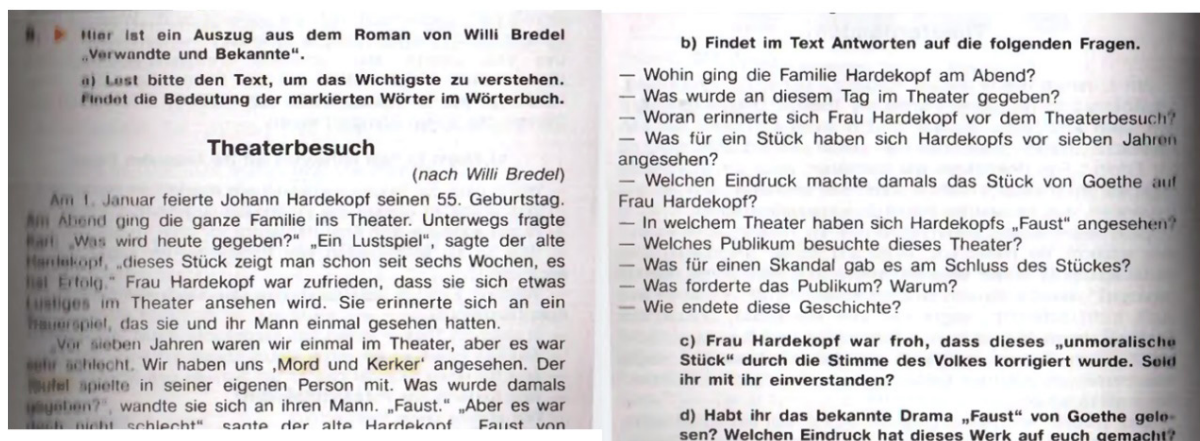 8. Hier ist ein Auszug aus dem Roman von Willi Bredel
„Verwandte und Bekannte“.
a) Lest bitte den Text, um das Wichtigste zu verstehen.
Findet die Bedeutung der markierten Wörter im Wörterbuch.
Theaterbesuch
(nach Willi Bredel)
Am 1. Januar feierte Johann Hardekopf seinen 55. Geburtstag.
Am Abend ging die ganze Familie ins Theater. Unterwegs fragte
Karl: „Was wird heute gegeben?“ „Ein Lustspiel“, sagte der alte
Hardekopf, „dieses Stück zeigt man schon seit sechs Wochen, es
hat Erfolg.“ Frau Hardekopf war zufrieden, dass sie sich etwas
Lustiges im Theater ansehen wird. Sie erinnerte sich an ein
Trauerspiel, das sie und ihr Mann einmal gesehen hatten.
„Vor sieben Jahren waren wir einmal im Theater, aber es war
sehr schlecht. Wir haben uns ‚Mord und Kerker‘ angesehen. Der
Teufel spielte in seiner eigenen Person mit. Was wurde damals
gegeben?“, wandte sie sich an ihren Mann. „Faust.“ „Aber es war
doch nicht schlecht“, sagte der alte Hardekopf. „Faust von
b) Findet im Text Antworten auf die folgenden Fragen.
— Wohin ging die Familie Hardekopf am Abend?
— Was wurde an diesem Tag im Theater gegeben?
— Woran erinnerte sich Frau Hardekopf vor dem Theaterbesuch?
— Was für ein Stück haben sich Hardekopfs vor sieben Jahren
angesehen?
— Welchen Eindruck nachte damals das Stück von Goethe auf
Frau Hardekopf?
— In welchem Theater haben sich Hardekopfs „Faust“ angesehen?
— Welches Publikum besuchte dieses Theater?
— Was für einen Skandal gab es am Schluss des Stückes?
— Was forderte das Publikum? Warum?
— Wie endete diese Geschichte?
c) Frau Hardekopf war froh, dass dieses „unmoralische
Stück“ durch die Stimme des Volkes korrigiert wurde. Seid
ihr mit ihr einverstanden?
d) Habt ihr das bekannte Drama „Faust“ von Goethe gele-
sen? Welchen Eindruck hat dieses Werk auf euch gemacht?